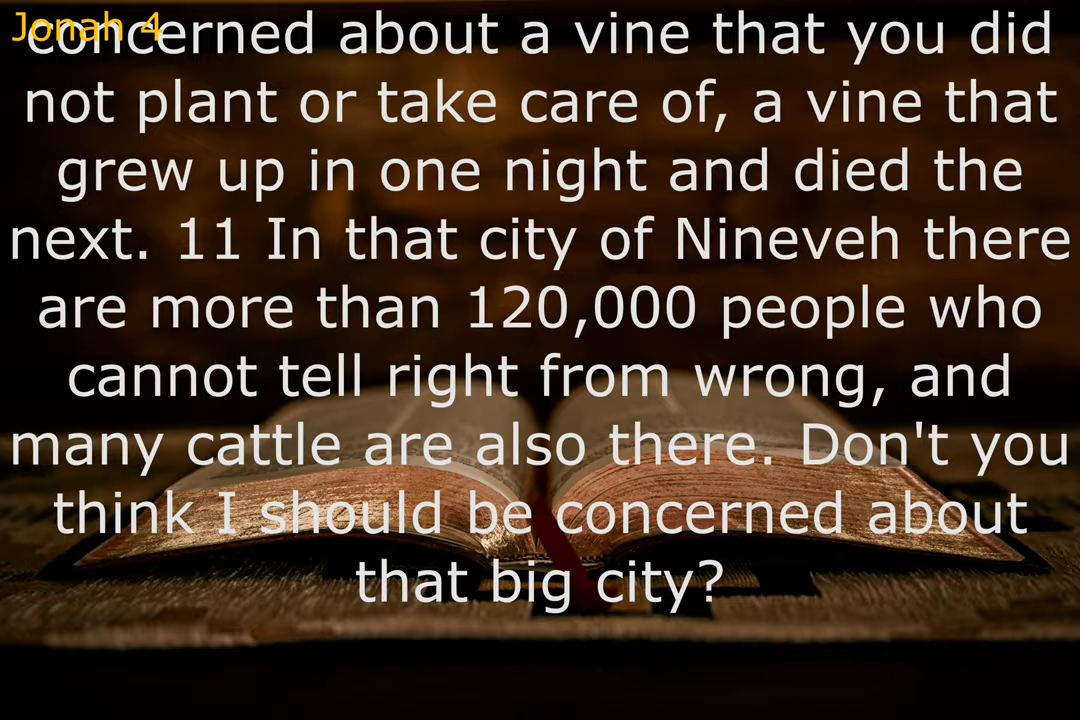 Jonah 4
concerned about a vine that you did
not plant or take care of, a vine that
grew up in one night and died the
next. 11 In that city of Nineveh there
are more than 120,000 people who
cannot tell right from wrong, and
many cattle are also there. Don't you
think I should be concerned about
that big city?